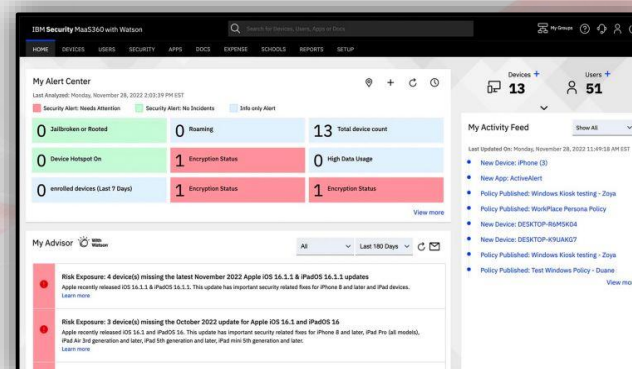 IBM Security MaaS360 with Watson
Search for Devices, Users, Apps or Docs
My Groups
HOME DEVICES USERS SECURITY APPS DOCS EXPENSE SCHOOLS REPORTS SETUP
My Alert Center
Last Analyzed: Monday, November 28, 2022 2:03:39 PM EST
Security Alert: Needs Attention Security Alert: No Incidents Info only Alert
0 Jailbroken or Rooted 0 Roaming 13 Total device count
0 Device Hotspot On 1 Encryption Status 0 High Data Usage
0 enrolled devices (Last 7 Days) 1 Encryption Status 1 Encryption Status
View more
My Advisor With Watson All Last 180 Days
Risk Exposure: 4 device(s) missing the latest November 2022 Apple iOS 16.1.1 & iPadOS 16.1.1 updates
Apple recently released iOS 16.1.1 & iPadOS 16.1.1. This update has important security related fixes for iPhone 8 and later and iPad devices.
Learn more
Risk Exposure: 3 device(s) missing the October 2022 update for Apple iOS 16.1 and iPadOS 16
Apple recently released iOS 16.1 and iPadOS 16. This update has important security related fixes for iPhone 8 and later, iPad Pro (all models),
iPad Air 3rd generation and later, iPad 5th generation and later, iPad mini 5th generation and later.
Learn more
Devices + Users +
13 51
My Activity Feed Show All
Last Updated On: Monday, November 28, 2022 11:49:18 AM EST
New Device: iPhone (3)
New App: ActiveAlert
Policy Published: Windows Kiosk testing - Zoya
Policy Published: WorkPlace Persona Policy
New Device: DESKTOP-R6M5K04
New Device: DESKTOP-K9UAKG7
Policy Published: Windows Kiosk testing - Zoya
Policy Published: Test Windows Policy - Duane
View mo